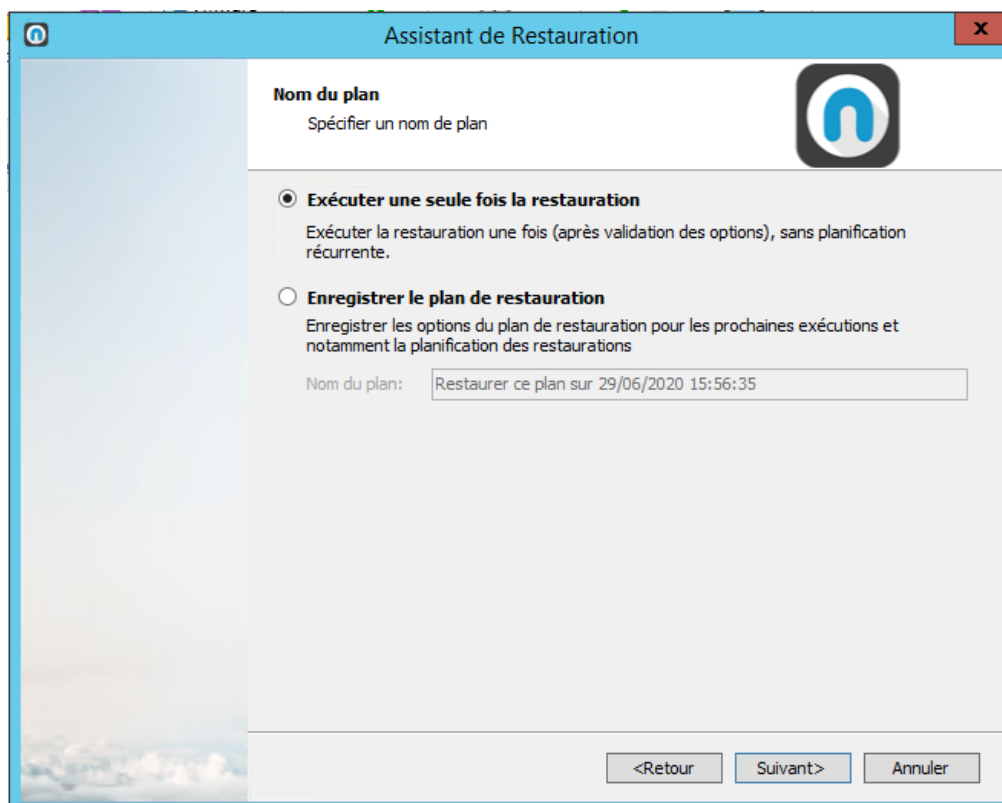 Assistant de Restauration
x
Nom du plan
Spécifier un nom de plan
Exécuter une seule fois la restauration
Exécuter la restauration une fois (après validation des options), sans planification
récurrente.
Enregistrer le plan de restauration
Enregistrer les options du plan de restauration pour les prochaines exécutions et
notamment la planification des restaurations
Nom du plan: Restaurer ce plan sur 29/06/2020 15:56:35
<Retour Suivant> Annuler